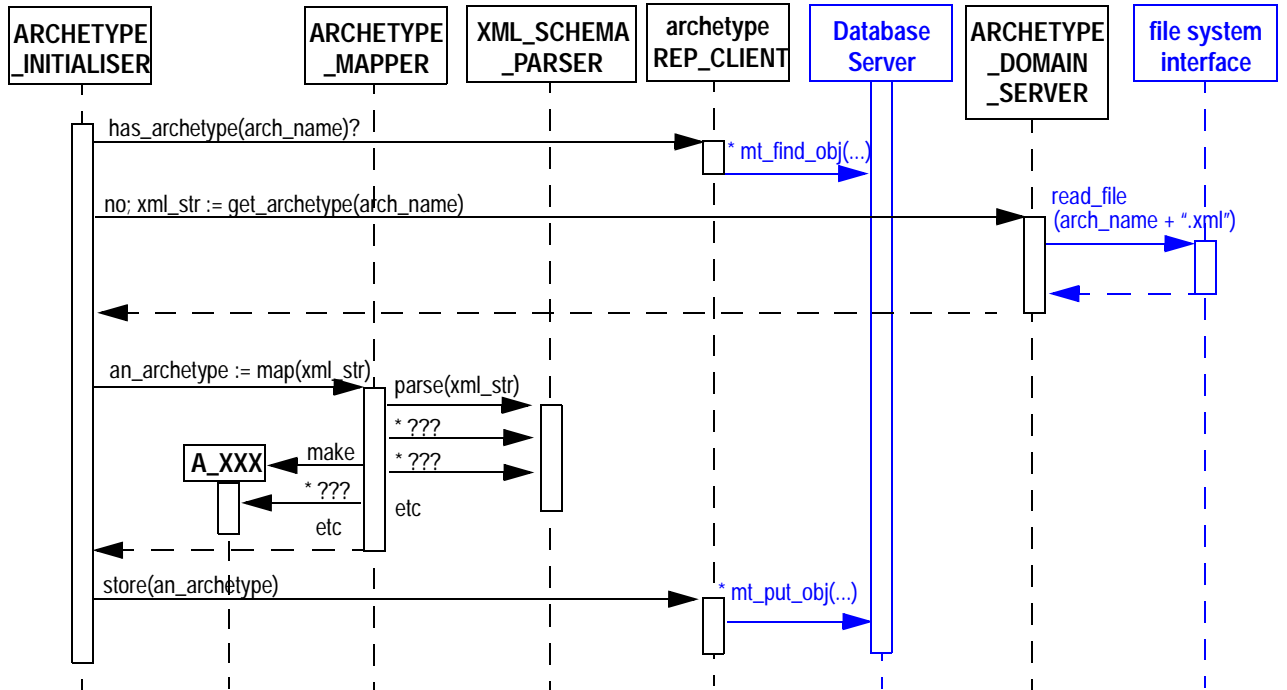 ARCHETYPE
_INITIALISER
ARCHETYPE
_MAPPER
XML_SCHEMA
_PARSER
archetype
REP_CLIENT
Database
Server
ARCHETYPE
_DOMAIN
_SERVER
file system
interface
has_archetype(arch_name)?
* mt_find_obj(...)
no; xml_str := get_archetype(arch_name)
read_file
(arch_name + “.xml”)
an_archetype := map(xml_str)
parse(xml_str)
* ???
make
A_XXX
* ???
* ???
etc
etc
store(an_archetype)
* mt_put_obj(...)